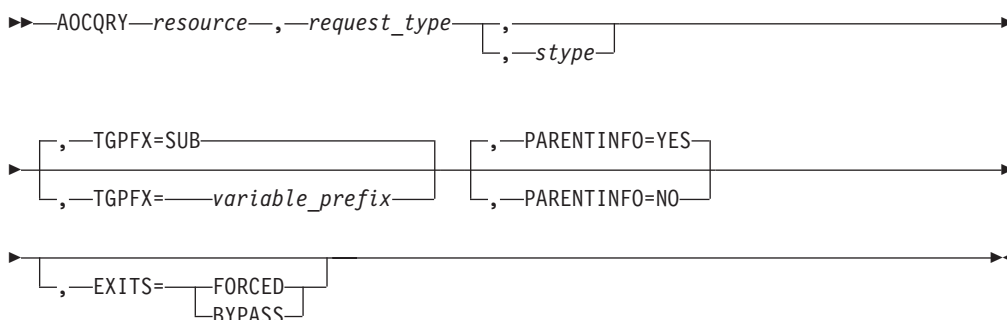 AOCQRY resource , request_type ,
, stype
, TGPFX=SUB , PARENTINFO=YES
, TGPFX= variable_prefix , PARENTINFO=NO
, EXITS= FORCED
BYPASS